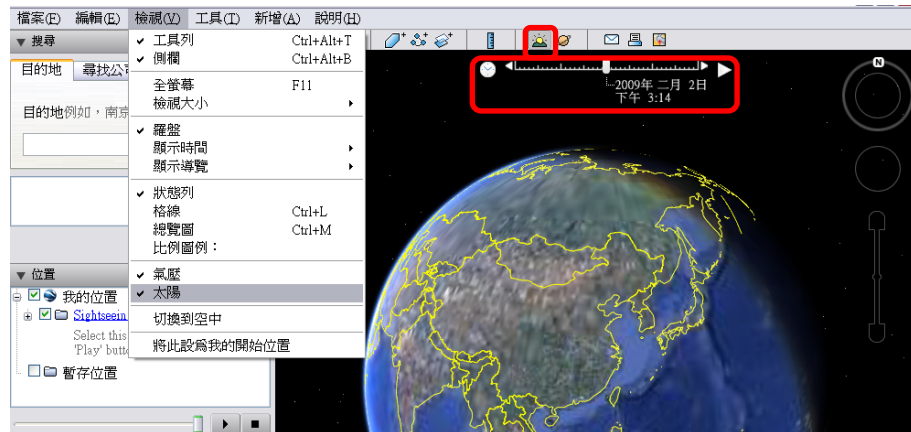 檔案(F) 編輯(E) 檢視(V) 工具(T) 新增(A) 說明(H)
搜尋
目的地 尋找公司
目的地例如，南京
工具列 Ctrl+Alt+T
側欄 Ctrl+Alt+B
全螢幕 F11
檢視大小
羅盤
顯示時間
顯示導覽
狀態列
格線 Ctrl+L
總覽圖 Ctrl+M
比例圖例：
氣壓
太陽
切換到空中
將此設為我的開始位置
位置
我的位置
Sightseein
Select this
'Play' butt
暫存位置
2009年 二月 2日
下午 3:14
N